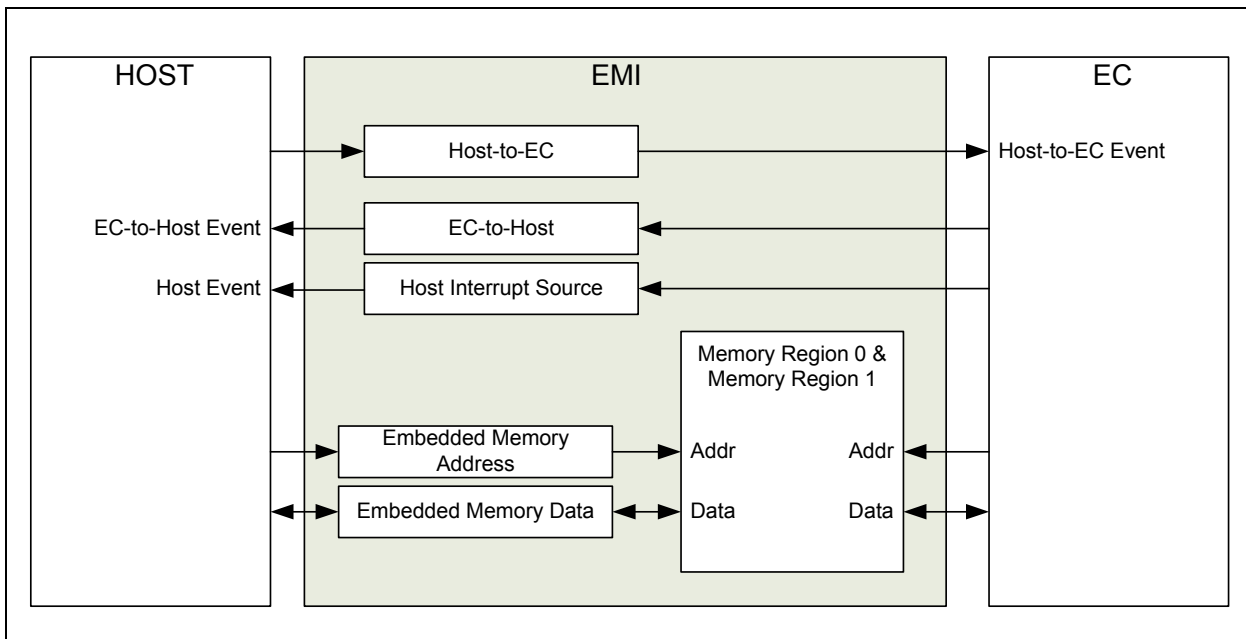 HOST
EMI
EC
Host-to-EC
Host-to-EC Event
EC-to-Host Event
EC-to-Host
Host Event
Host Interrupt Source
Memory Region 0 &
Memory Region 1
Embedded Memory
Address
Addr
Addr
Embedded Memory Data
Data
Data